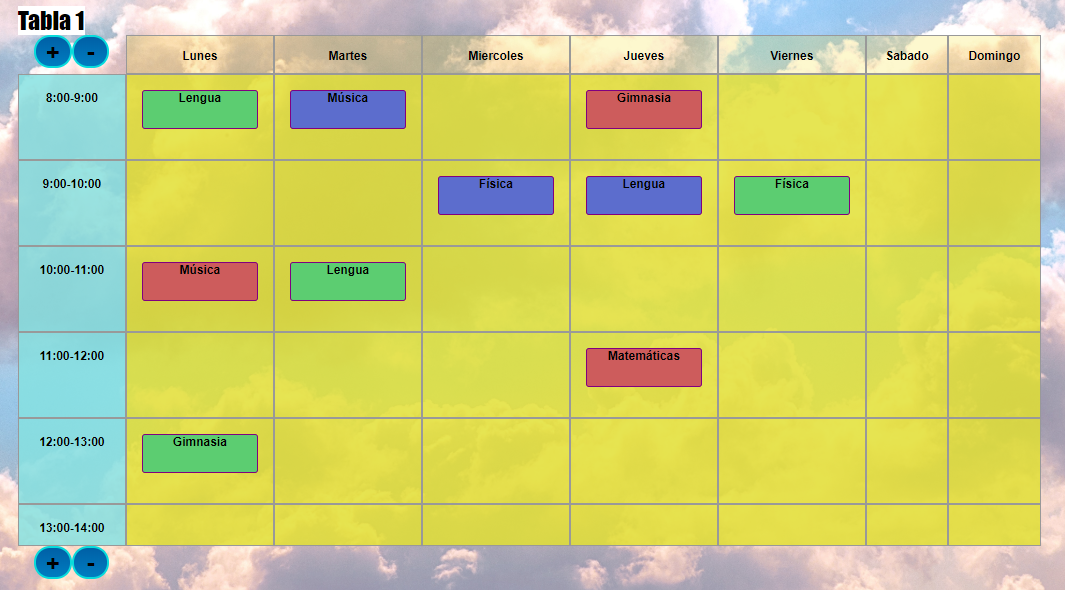 Tabla 1
+ - Lunes Martes Miercoles Jueves Viernes Sabado Domingo
8:00-9:00 Lengua Música Gimnasia
9:00-10:00 Física Lengua Física
10:00-11:00 Música Lengua
11:00-12:00 Matemáticas
12:00-13:00 Gimnasia
13:00-14:00
+ -